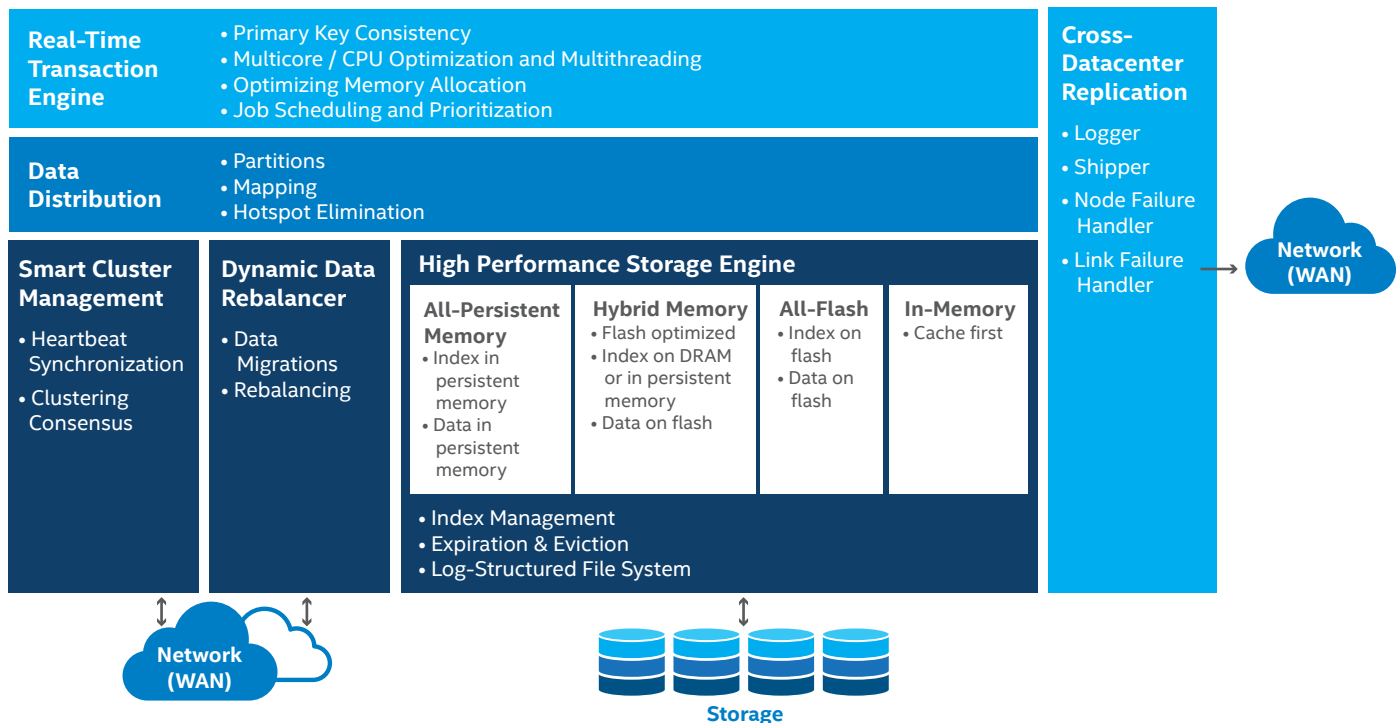 Real-Time
Transaction
Engine
• Primary Key Consistency
• Multicore / CPU Optimization and Multithreading
• Optimizing Memory Allocation
• Job Scheduling and Prioritization
Data
Distribution
• Partitions
• Mapping
• Hotspot Elimination
Smart Cluster
Management
• Heartbeat
Synchronization
• Clustering
Consensus
Dynamic Data
Rebalancer
• Data
Migrations
• Rebalancing
High Performance Storage Engine
All-Persistent
Memory
• Index in
persistent
memory
• Data in
persistent
memory
Hybrid Memory
• Flash optimized
• Index on DRAM
or in persistent
memory
• Data on flash
All-Flash
• Index on
flash
• Data on
flash
In-Memory
• Cache first
• Index Management
• Expiration & Eviction
• Log-Structured File System
Cross-
Datacenter
Replication
• Logger
• Shipper
• Node Failure
Handler
• Link Failure
Handler
Network
(WAN)
Network
(WAN)
Storage